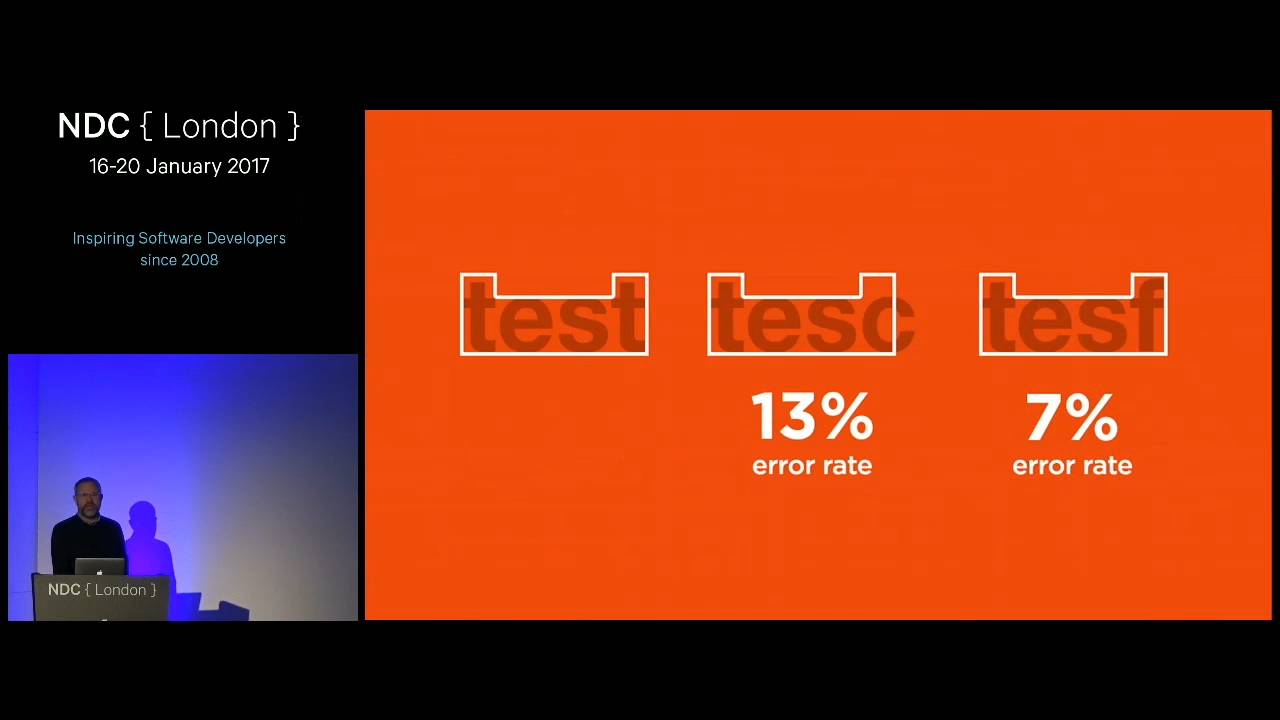 NDC { London }
16-20 January 2017
Inspiring Software Developers
since 2008
test tesc tesf
13% 7%
error rate error rate
NDC { London }